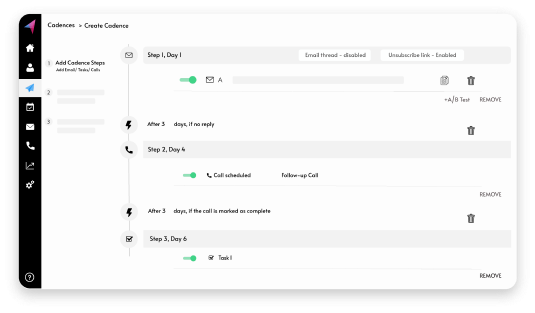 Cadences > Create Cadence
1 Add Cadence Steps
Add Email/ Tasks/ Calls
2
3
Step 1, Day 1
Email thread - disabled
Unsubscribe link - Enabled
A
+A/B Test
REMOVE
After 3 days, if no reply
Step 2, Day 4
Call scheduled
Follow-up Call
REMOVE
After 3 days, if the call is marked as complete
Step 3, Day 6
Task 1
REMOVE
?